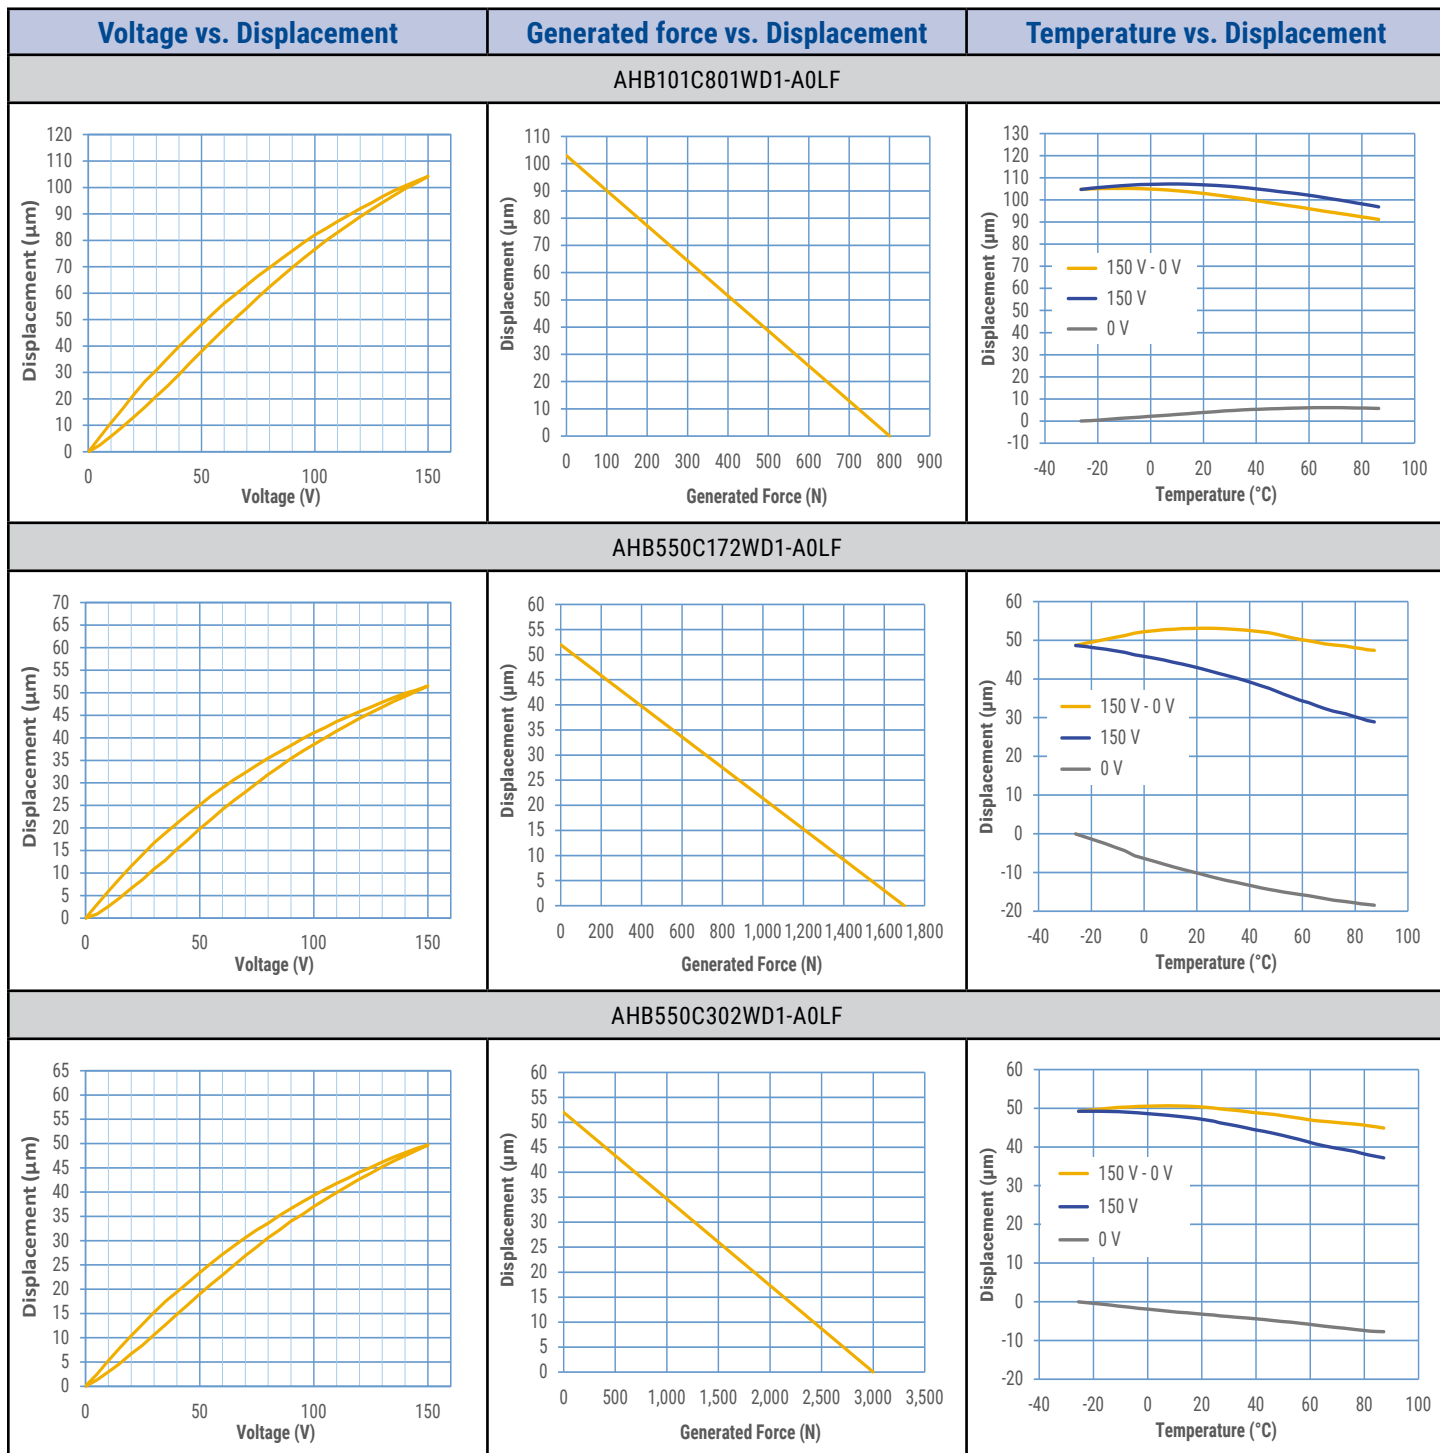 Voltage vs. Displacement
Generated force vs. Displacement
Temperature vs. Displacement
AHB101C801WD1-A0LF
120
110
100
90
80
70
60
50
40
30
20
10
0
Displacement (µm)
0 50 100 150
Voltage (V)
110
100
90
80
70
60
50
40
30
20
10
0
Displacement (µm)
0 100 200 300 400 500 600 700 800 900
Generated Force (N)
130
120
110
100
90
80
70
60
50
40
30
20
10
0
-10
Displacement (µm)
150 V - 0 V
150 V
0 V
-40 -20 0 20 40 60 80 100
Temperature (°C)
AHB550C172WD1-A0LF
70
65
60
55
50
45
40
35
30
25
20
15
10
5
0
Displacement (µm)
0 50 100 150
Voltage (V)
60
55
50
45
40
35
30
25
20
15
10
5
0
Displacement (µm)
0 200 400 600 800 1,000 1,200 1,400 1,600 1,800
Generated Force (N)
60
50
40
30
20
10
0
-10
-20
Displacement (µm)
150 V - 0 V
150 V
0 V
-40 -20 0 20 40 60 80 100
Temperature (°C)
AHB550C302WD1-A0LF
65
60
55
50
45
40
35
30
25
20
15
10
5
0
Displacement (µm)
0 50 100 150
Voltage (V)
60
55
50
45
40
35
30
25
20
15
10
5
0
Displacement (µm)
0 500 1,000 1,500 2,000 2,500 3,000 3,500
Generated Force (N)
60
50
40
30
20
10
0
-10
-20
Displacement (µm)
150 V - 0 V
150 V
0 V
-40 -20 0 20 40 60 80 100
Temperature (°C)